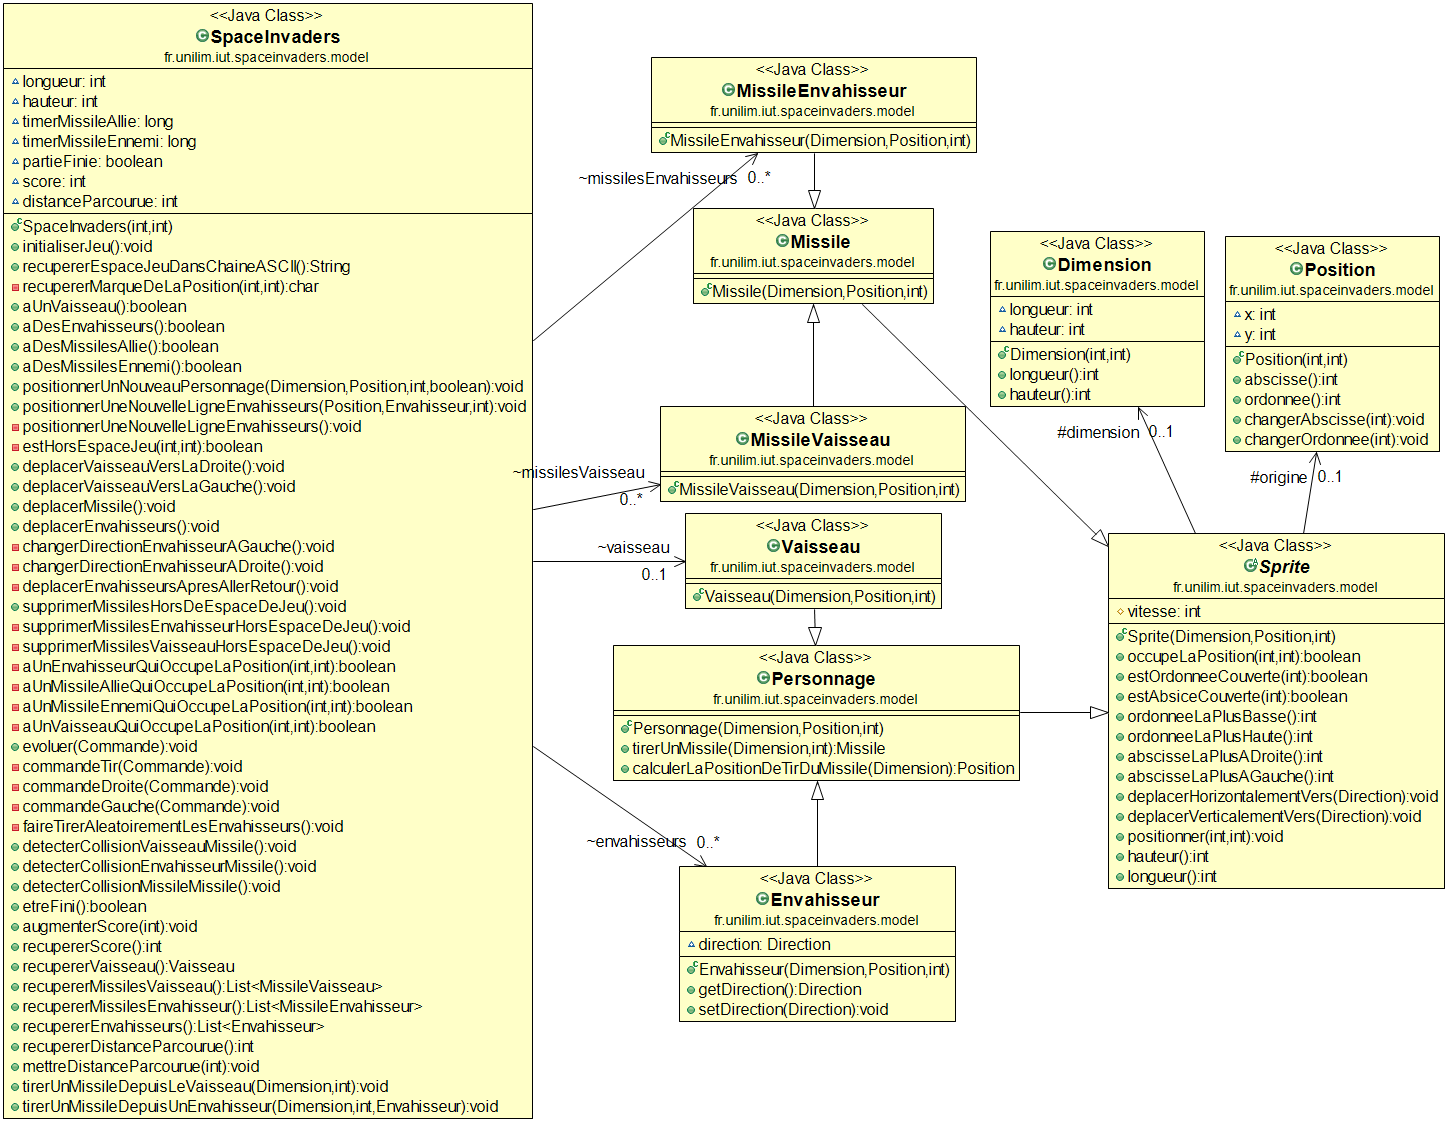 <<Java Class>>
SpaceInvaders
fr.unilim.iut.spaceinvaders.model
longueur: int
hauteur: int
timerMissileAllie: long
timerMissileEnnemi: long
partieFinie: boolean
score: int
distanceParcourue: int
SpaceInvaders(int,int)
initialiserJeu():void
recupererEspaceJeuDansChaineASCII():String
recupererMarqueDeLaPosition(int,int):char
aUnVaisseau():boolean
aDesEnvahisseurs():boolean
aDesMissilesAllie():boolean
aDesMissilesEnnemi():boolean
positionnerUnNouveauPersonnage(Dimension,Position,int,boolean):void
positionnerUneNouvelleLigneEnvahisseurs(Position,Envahisseur,int):void
positionnerUneNouvelleLigneEnvahisseurs():void
estHorsEspaceJeu(int,int):boolean
deplacerVaisseauVersLaDroite():void
deplacerVaisseauVersLaGauche():void
deplacerMissile():void
deplacerEnvahisseurs():void
changerDirectionEnvahisseurAGauche():void
changerDirectionEnvahisseurADroite():void
deplacerEnvahisseursApresAllerRetour():void
supprimerMissilesHorsDeEspaceDeJeu():void
supprimerMissilesEnvahisseurHorsEspaceDeJeu():void
supprimerMissilesVaisseauHorsEspaceDeJeu():void
aUnEnvahisseurQuiOccupeLaPosition(int,int):boolean
aUnMissileAllieQuiOccupeLaPosition(int,int):boolean
aUnMissileEnnemiQuiOccupeLaPosition(int,int):boolean
aUnVaisseauQuiOccupeLaPosition(int,int):boolean
evoluer(Commande):void
commandeTir(Commande):void
commandeDroite(Commande):void
commandeGauche(Commande):void
faireTirerAleatoirementLesEnvahisseurs():void
detecterCollisionVaisseauMissile():void
detecterCollisionEnvahisseurMissile():void
detecterCollisionMissileMissile():void
etreFini():boolean
augmenterScore(int):void
recupererScore():int
recupererVaisseau():Vaisseau
recupererMissilesVaisseau():List<MissileVaisseau>
recupererMissilesEnvahisseur():List<MissileEnvahisseur>
recupererEnvahisseurs():List<Envahisseur>
recupererDistanceParcourue():int
mettreDistanceParcourue(int):void
tirerUnMissileDepuisLeVaisseau(Dimension,int):void
tirerUnMissileDepuisUnEnvahisseur(Dimension,int,Envahisseur):void
<<Java Class>>
MissileEnvahisseur
fr.unilim.iut.spaceinvaders.model
MissileEnvahisseur(Dimension,Position,int)
~missilesEnvahisseurs 0..*
<<Java Class>>
Missile
fr.unilim.iut.spaceinvaders.model
Missile(Dimension,Position,int)
<<Java Class>>
MissileVaisseau
fr.unilim.iut.spaceinvaders.model
MissileVaisseau(Dimension,Position,int)
~missilesVaisseau
0..*
<<Java Class>>
Vaisseau
fr.unilim.iut.spaceinvaders.model
Vaisseau(Dimension,Position,int)
~vaisseau
0..1
<<Java Class>>
Personnage
fr.unilim.iut.spaceinvaders.model
Personnage(Dimension,Position,int)
tirerUnMissile(Dimension,int):Missile
calculerLaPositionDeTirDuMissile(Dimension):Position
~envahisseurs 0..*
<<Java Class>>
Envahisseur
fr.unilim.iut.spaceinvaders.model
direction: Direction
Envahisseur(Dimension,Position,int)
getDirection():Direction
setDirection(Direction):void
<<Java Class>>
Dimension
fr.unilim.iut.spaceinvaders.model
longueur: int
hauteur: int
Dimension(int,int)
longueur():int
hauteur():int
#dimension 0..1
<<Java Class>>
Position
fr.unilim.iut.spaceinvaders.model
x: int
y: int
Position(int,int)
abscisse():int
ordonnee():int
changerAbscisse(int):void
changerOrdonnee(int):void
#origine 0..1
<<Java Class>>
Sprite
fr.unilim.iut.spaceinvaders.model
vitesse: int
Sprite(Dimension,Position,int)
occupeLaPosition(int,int):boolean
estOrdonneeCouverte(int):boolean
estAbsiceCouverte(int):boolean
ordonneeLaPlusBasse():int
ordonneeLaPlusHaute():int
abscisseLaPlusADroite():int
abscisseLaPlusAGauche():int
deplacerHorizontalementVers(Direction):void
deplacerVerticalementVers(Direction):void
positionner(int,int):void
hauteur():int
longueur():int